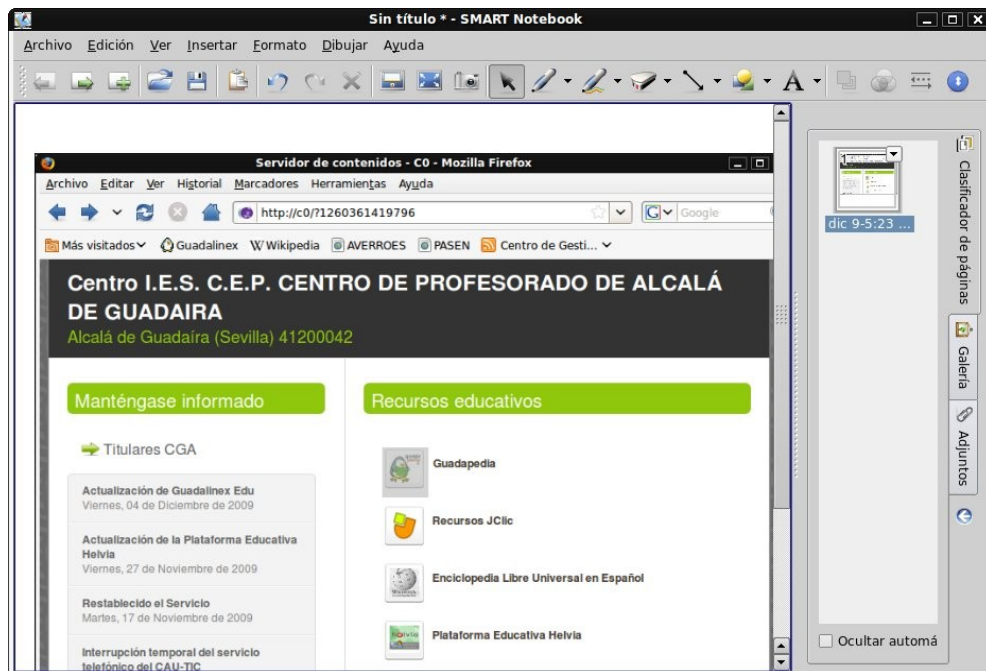 Sin título * - SMART Notebook
Archivo Edición Ver Insertar Formato Dibujar Ayuda
Servidor de contenidos - C0 - Mozilla Firefox
Archivo Editar Ver Historial Marcadores Herramientas Ayuda
http://c0/?1260361419796
Google
Más visitados Guadalinex Wikipedia AVERROES PASEN Centro de Gesti...
Centro I.E.S. C.E.P. CENTRO DE PROFESORADO DE ALCALÁ
DE GUADAIRA
Alcalá de Guadaíra (Sevilla) 41200042
Manténgase informado
Titulares CGA
Actualización de Guadalinex Edu
Viernes, 04 de Diciembre de 2009
Actualización de la Plataforma Educativa
Helvia
Viernes, 27 de Noviembre de 2009
Restablecido el Servicio
Martes, 17 de Noviembre de 2009
Interrupción temporal del servicio
telefónico del CAU-TIC
Recursos educativos
Guadapedia
Recursos JClic
Enciclopedia Libre Universal en Español
Plataforma Educativa Helvia
1
dic 9-5:23 ...
Clasificador de páginas
Galería
Adjuntos
Ocultar automá